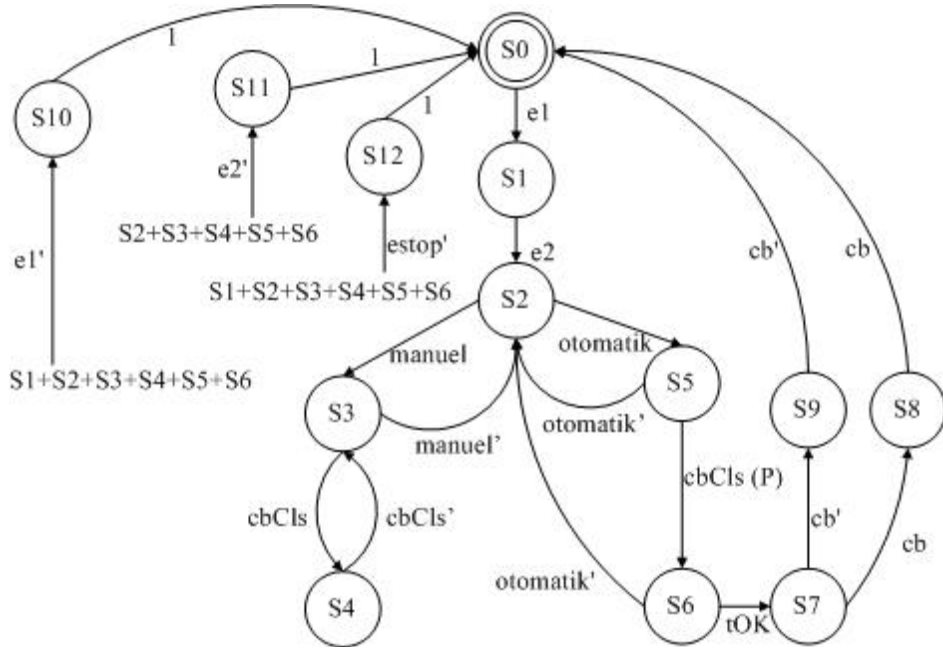 1
S0
S11
1
S10
1
e1
S12
e2'
S1
S2+S3+S4+S5+S6
estop'
e2
cb'
cb
e1'
S1+S2+S3+S4+S5+S6
S2
manuel
otomatik
S1+S2+S3+S4+S5+S6
S5
S3
S9
S8
otomatik’
manuel’
cbCls (P)
cbCls
cbCls’
cb'
cb
otomatik'
S4
S6
S7
tOK